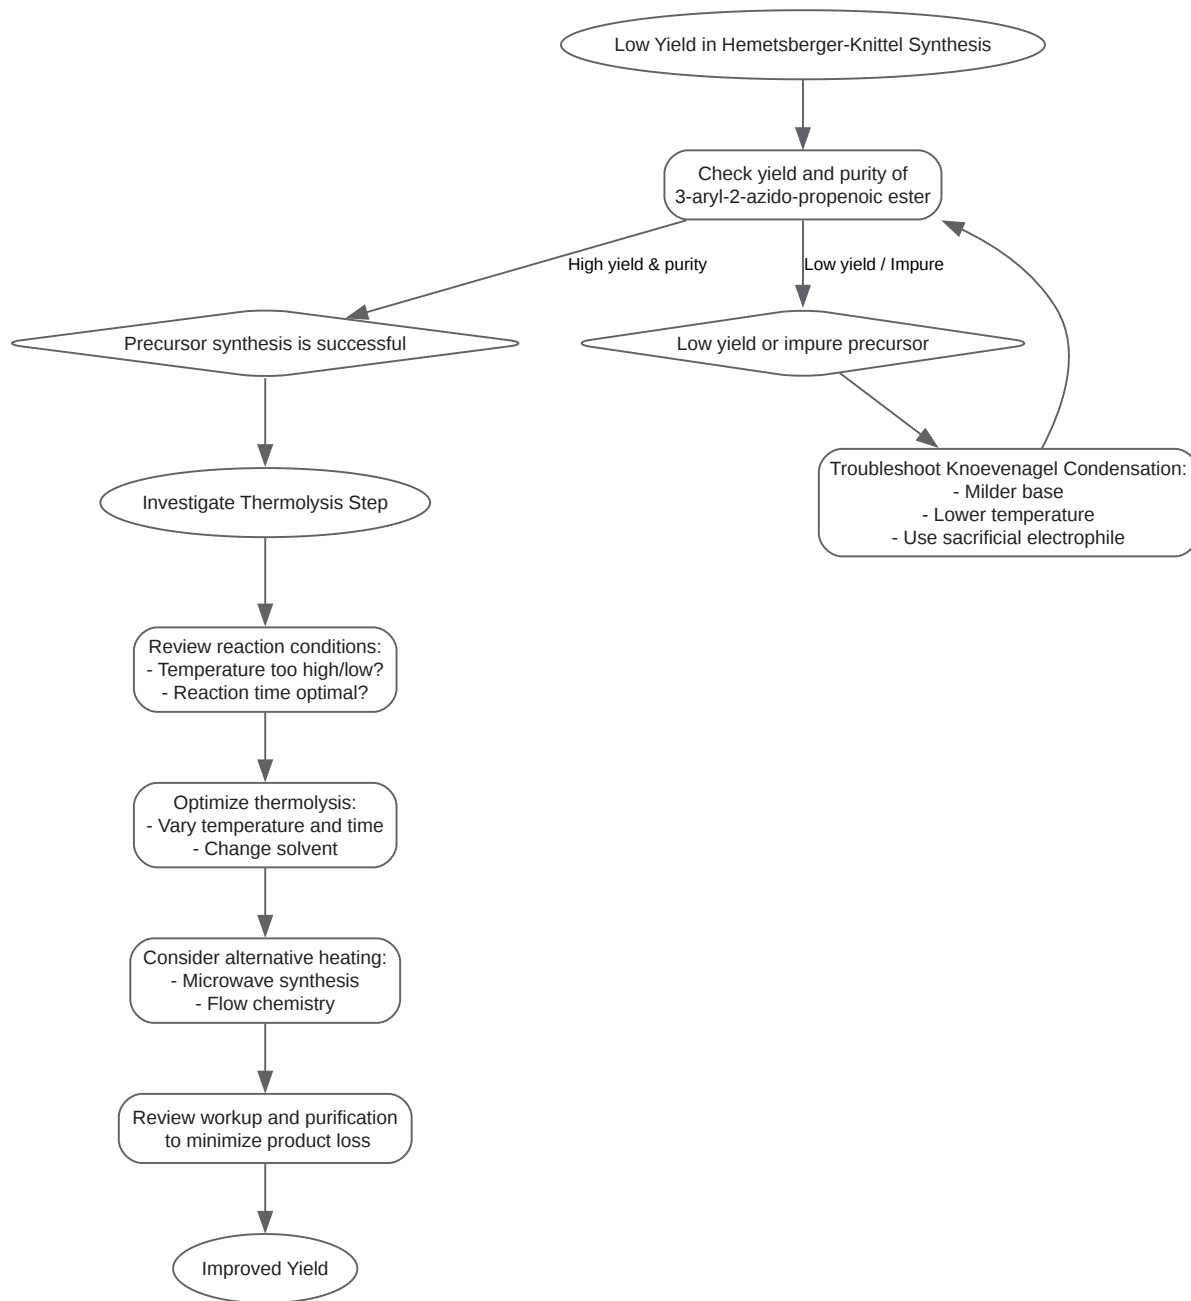 Low Yield in Hemetsberger-Knittel Synthesis
Check yield and purity of
3-aryl-2-azido-propenoic ester
High yield & purity
Low yield / Impure
Precursor synthesis is successful
Low yield or impure precursor
Troubleshoot Knoevenagel Condensation:
- Milder base
- Lower temperature
- Use sacrificial electrophile
Investigate Thermolysis Step
Review reaction conditions:
- Temperature too high/low?
- Reaction time optimal?
Optimize thermolysis:
- Vary temperature and time
- Change solvent
Consider alternative heating:
- Microwave synthesis
- Flow chemistry
Review workup and purification
to minimize product loss
Improved Yield